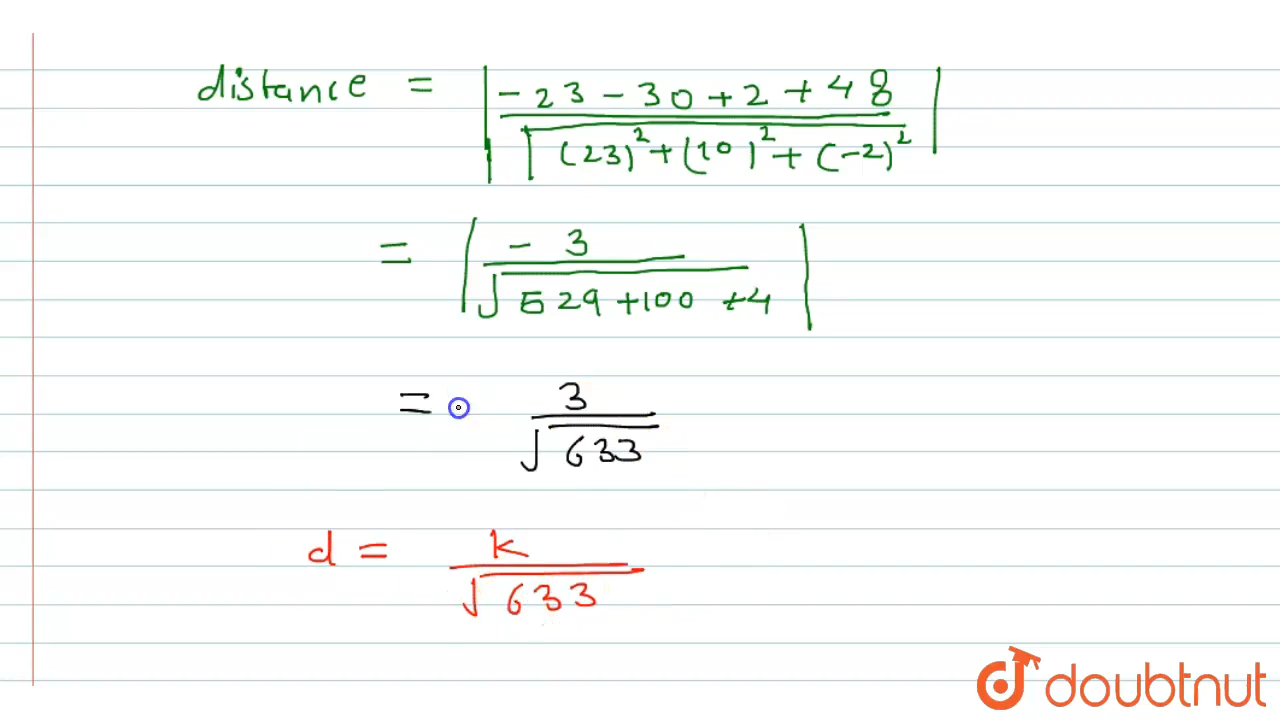 distance = | -23 - 30 + 2 + 48 / √(23)² + (10)² + (-2)² |
= | -3 / √529 + 100 + 4 |
= 3 / √633
d = k / √633
doubtnut